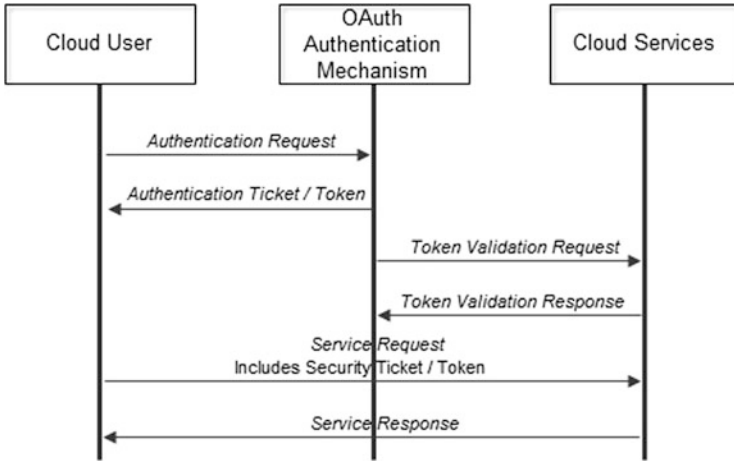 Cloud User
OAuth
Authentication
Mechanism
Cloud Services
Authentication Request
Authentication Ticket / Token
Token Validation Request
Token Validation Response
Service Request
Includes Security Ticket / Token
Service Response